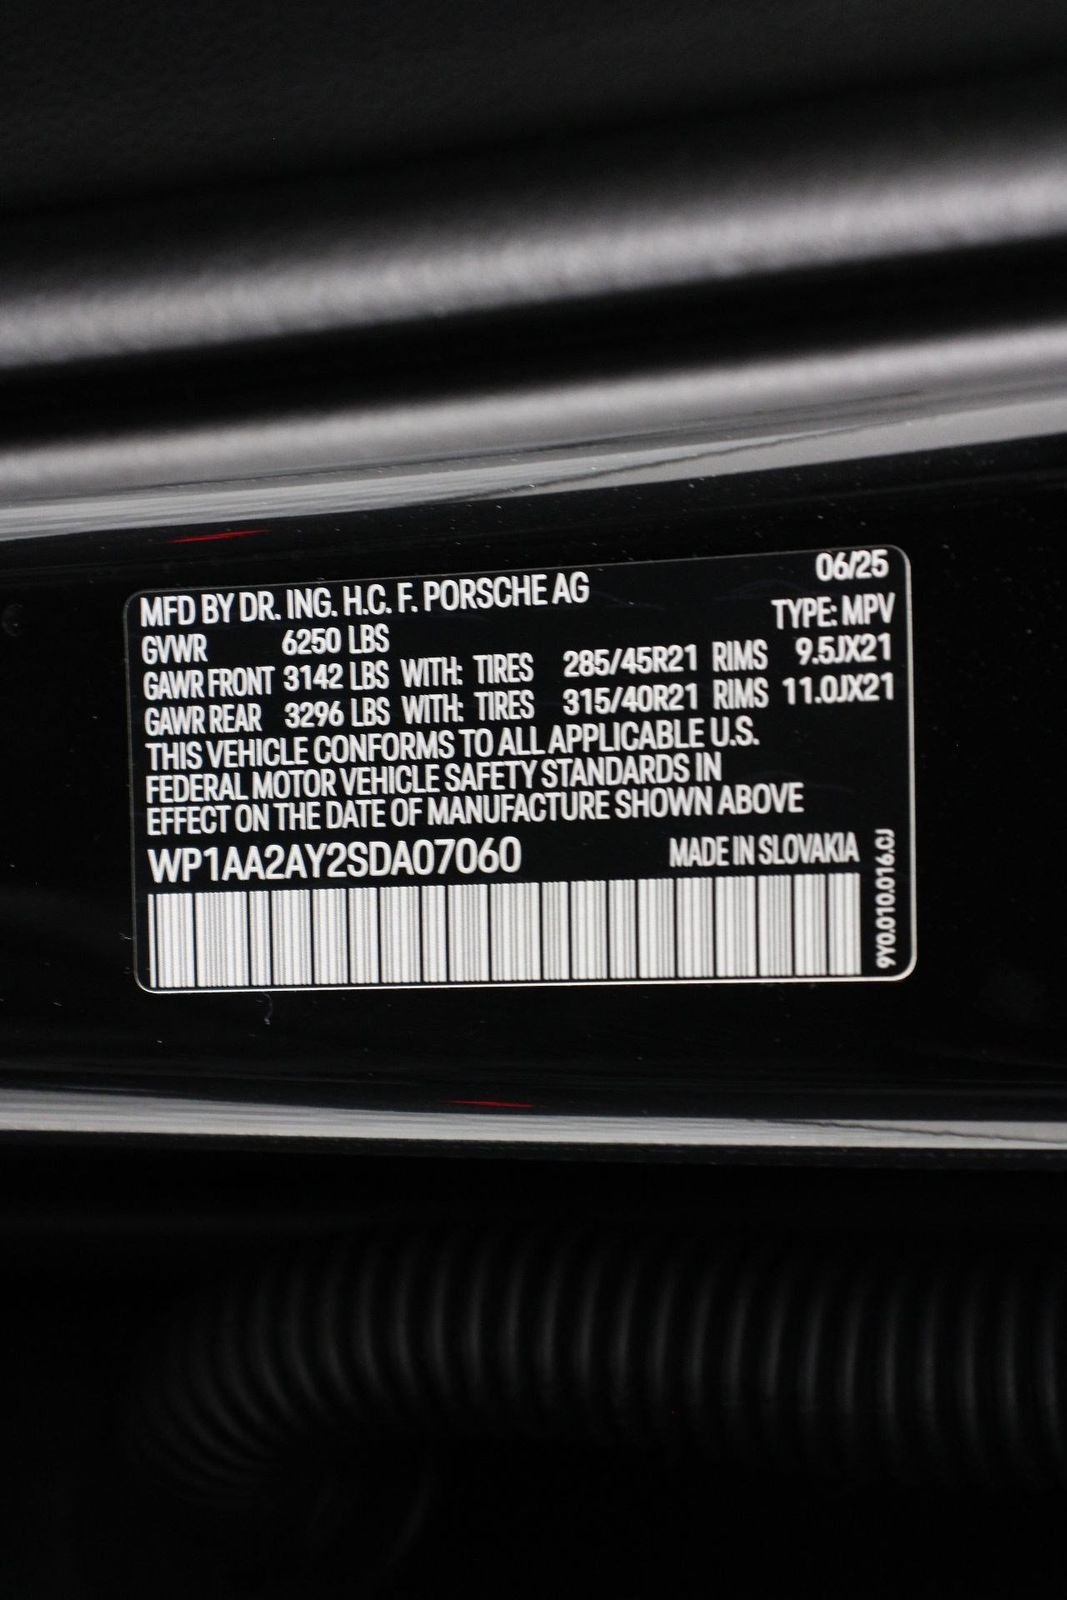 06/25
MFD BY DR. ING. H.C. F. PORSCHE AG TYPE: MPV
GVWR 6250 LBS
GAWR FRONT 3142 LBS WITH: TIRES 285/45R21 RIMS 9.5JX21
GAWR REAR 3296 LBS WITH: TIRES 315/40R21 RIMS 11.0JX21
THIS VEHICLE CONFORMS TO ALL APPLICABLE U.S.
FEDERAL MOTOR VEHICLE SAFETY STANDARDS IN
EFFECT ON THE DATE OF MANUFACTURE SHOWN ABOVE
WP1AA2AY2SDA07060 MADE IN SLOVAKIA
9Y0.010.016.CJ